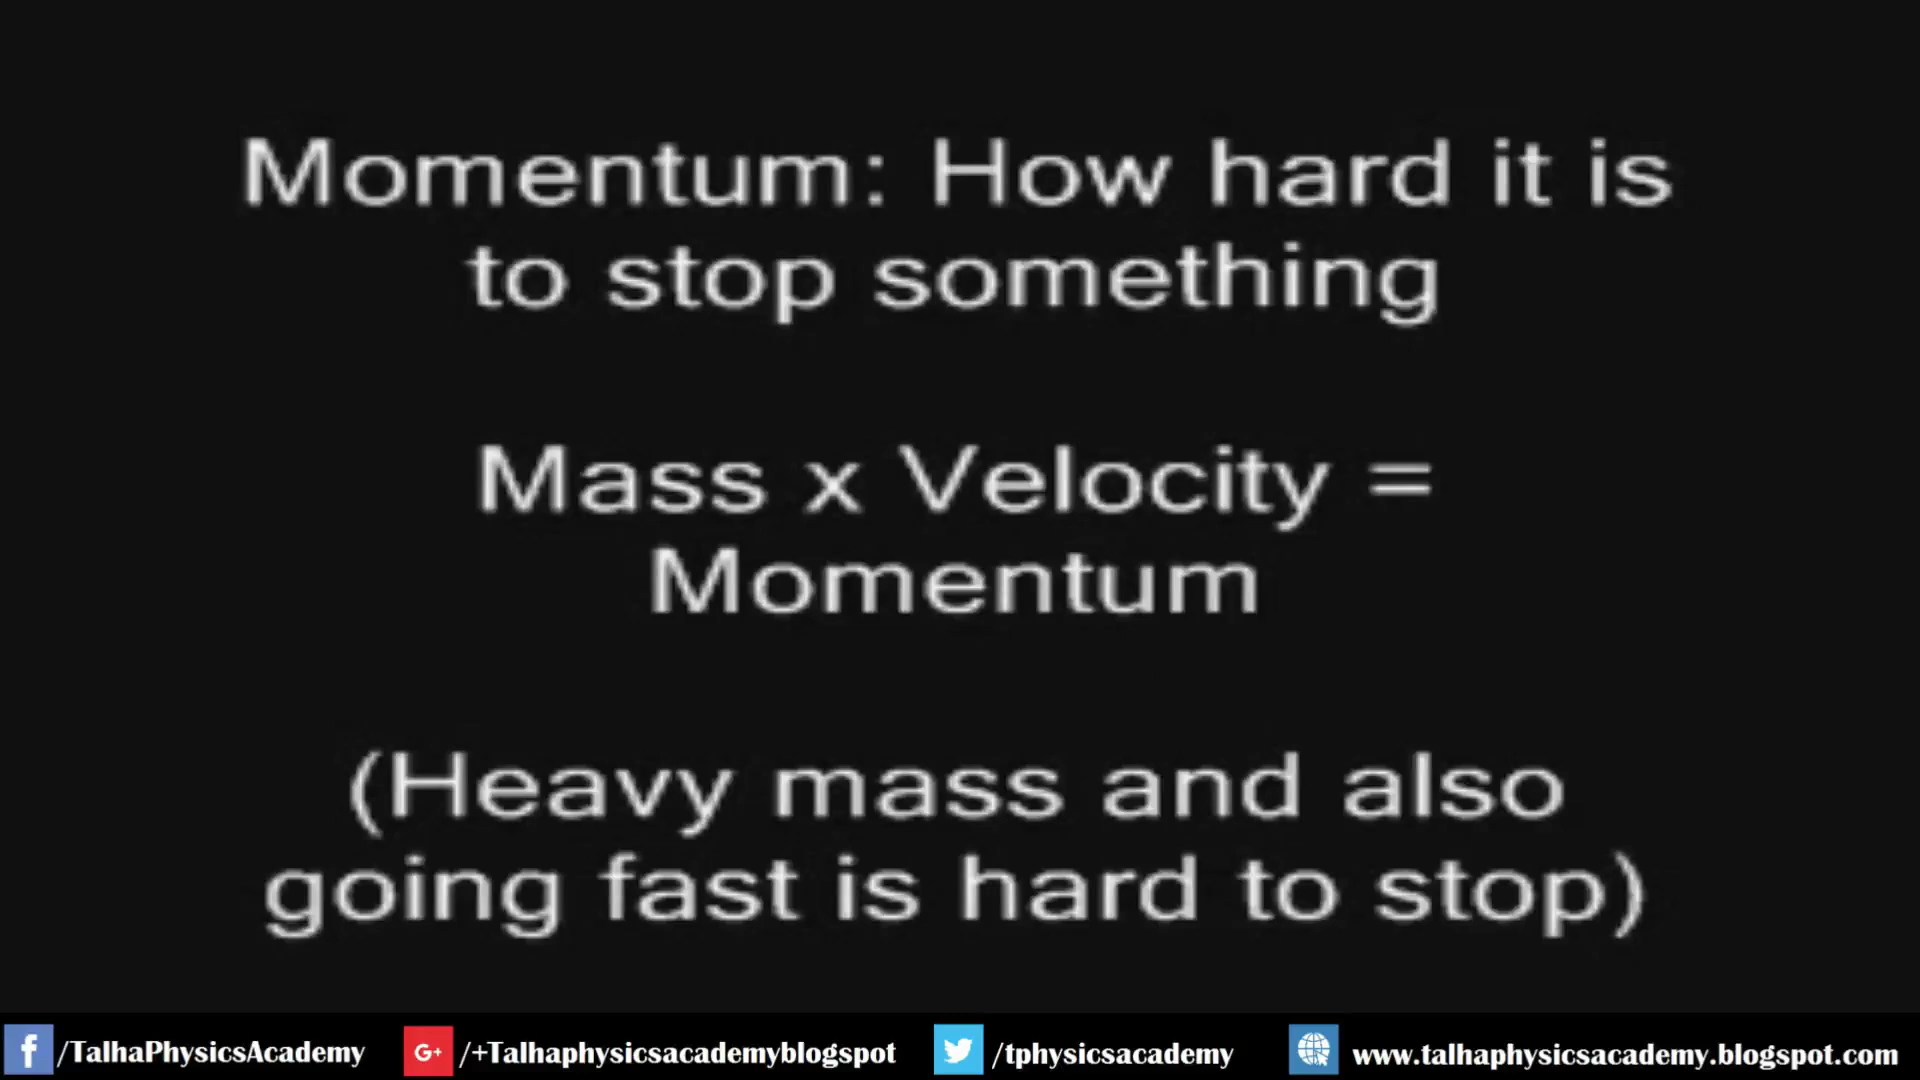 Momentum: How hard it is
to stop something
Mass x Velocity =
Momentum
(Heavy mass and also
going fast is hard to stop)
f /TalhaPhysicsAcademy G+ /+Talhaphysicsacademyblogspot /tphysicsacademy www.talhaphysicsacademy.blogspot.com